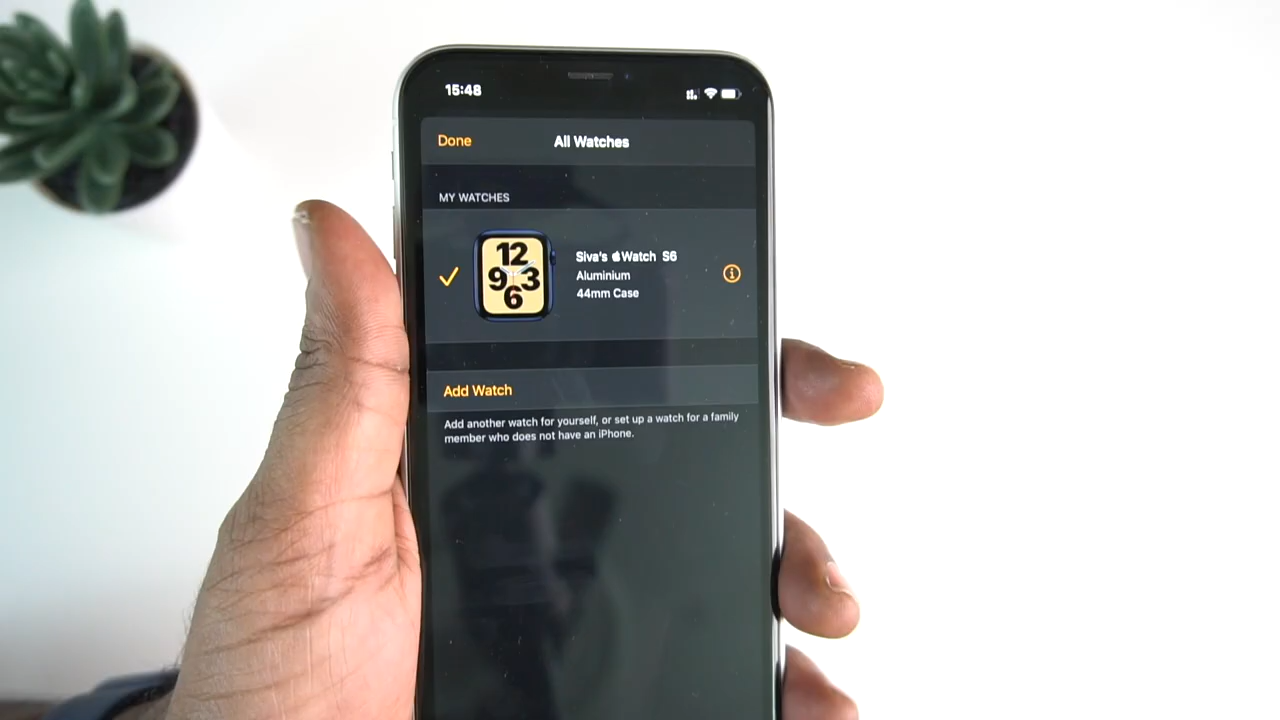 15:48
Done All Watches
MY WATCHES
12
9 3
6
Siva's Watch S6
Aluminium
44mm Case
Add Watch
Add another watch for yourself, or set up a watch for a family
member who does not have an iPhone.